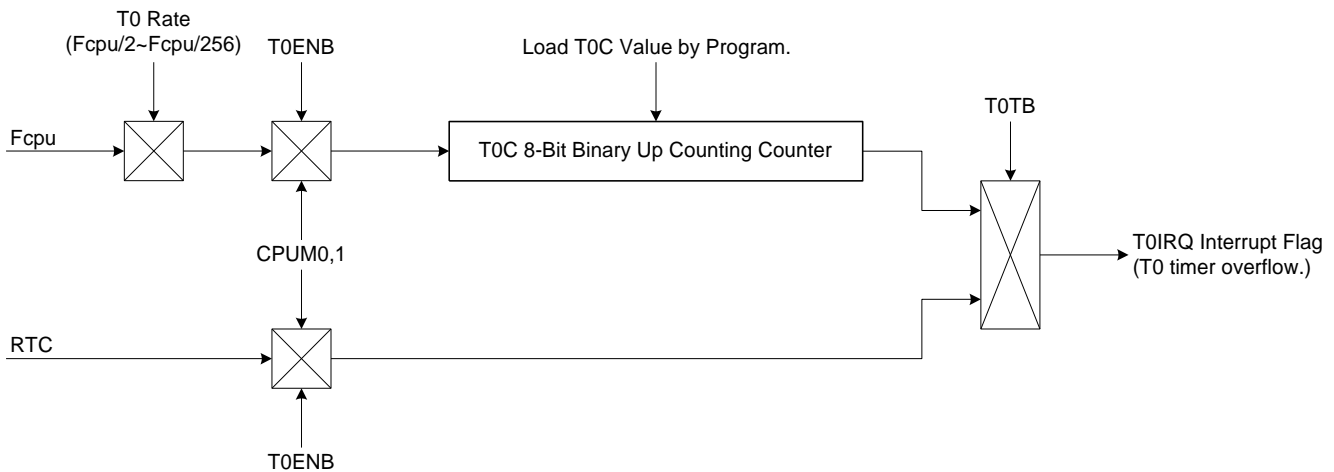 T0 Rate
(Fcpu/2~Fcpu/256)
T0ENB
Load T0C Value by Program.
T0TB
Fcpu
T0C 8-Bit Binary Up Counting Counter
CPUM0,1
T0IRQ Interrupt Flag
(T0 timer overflow.)
RTC
T0ENB